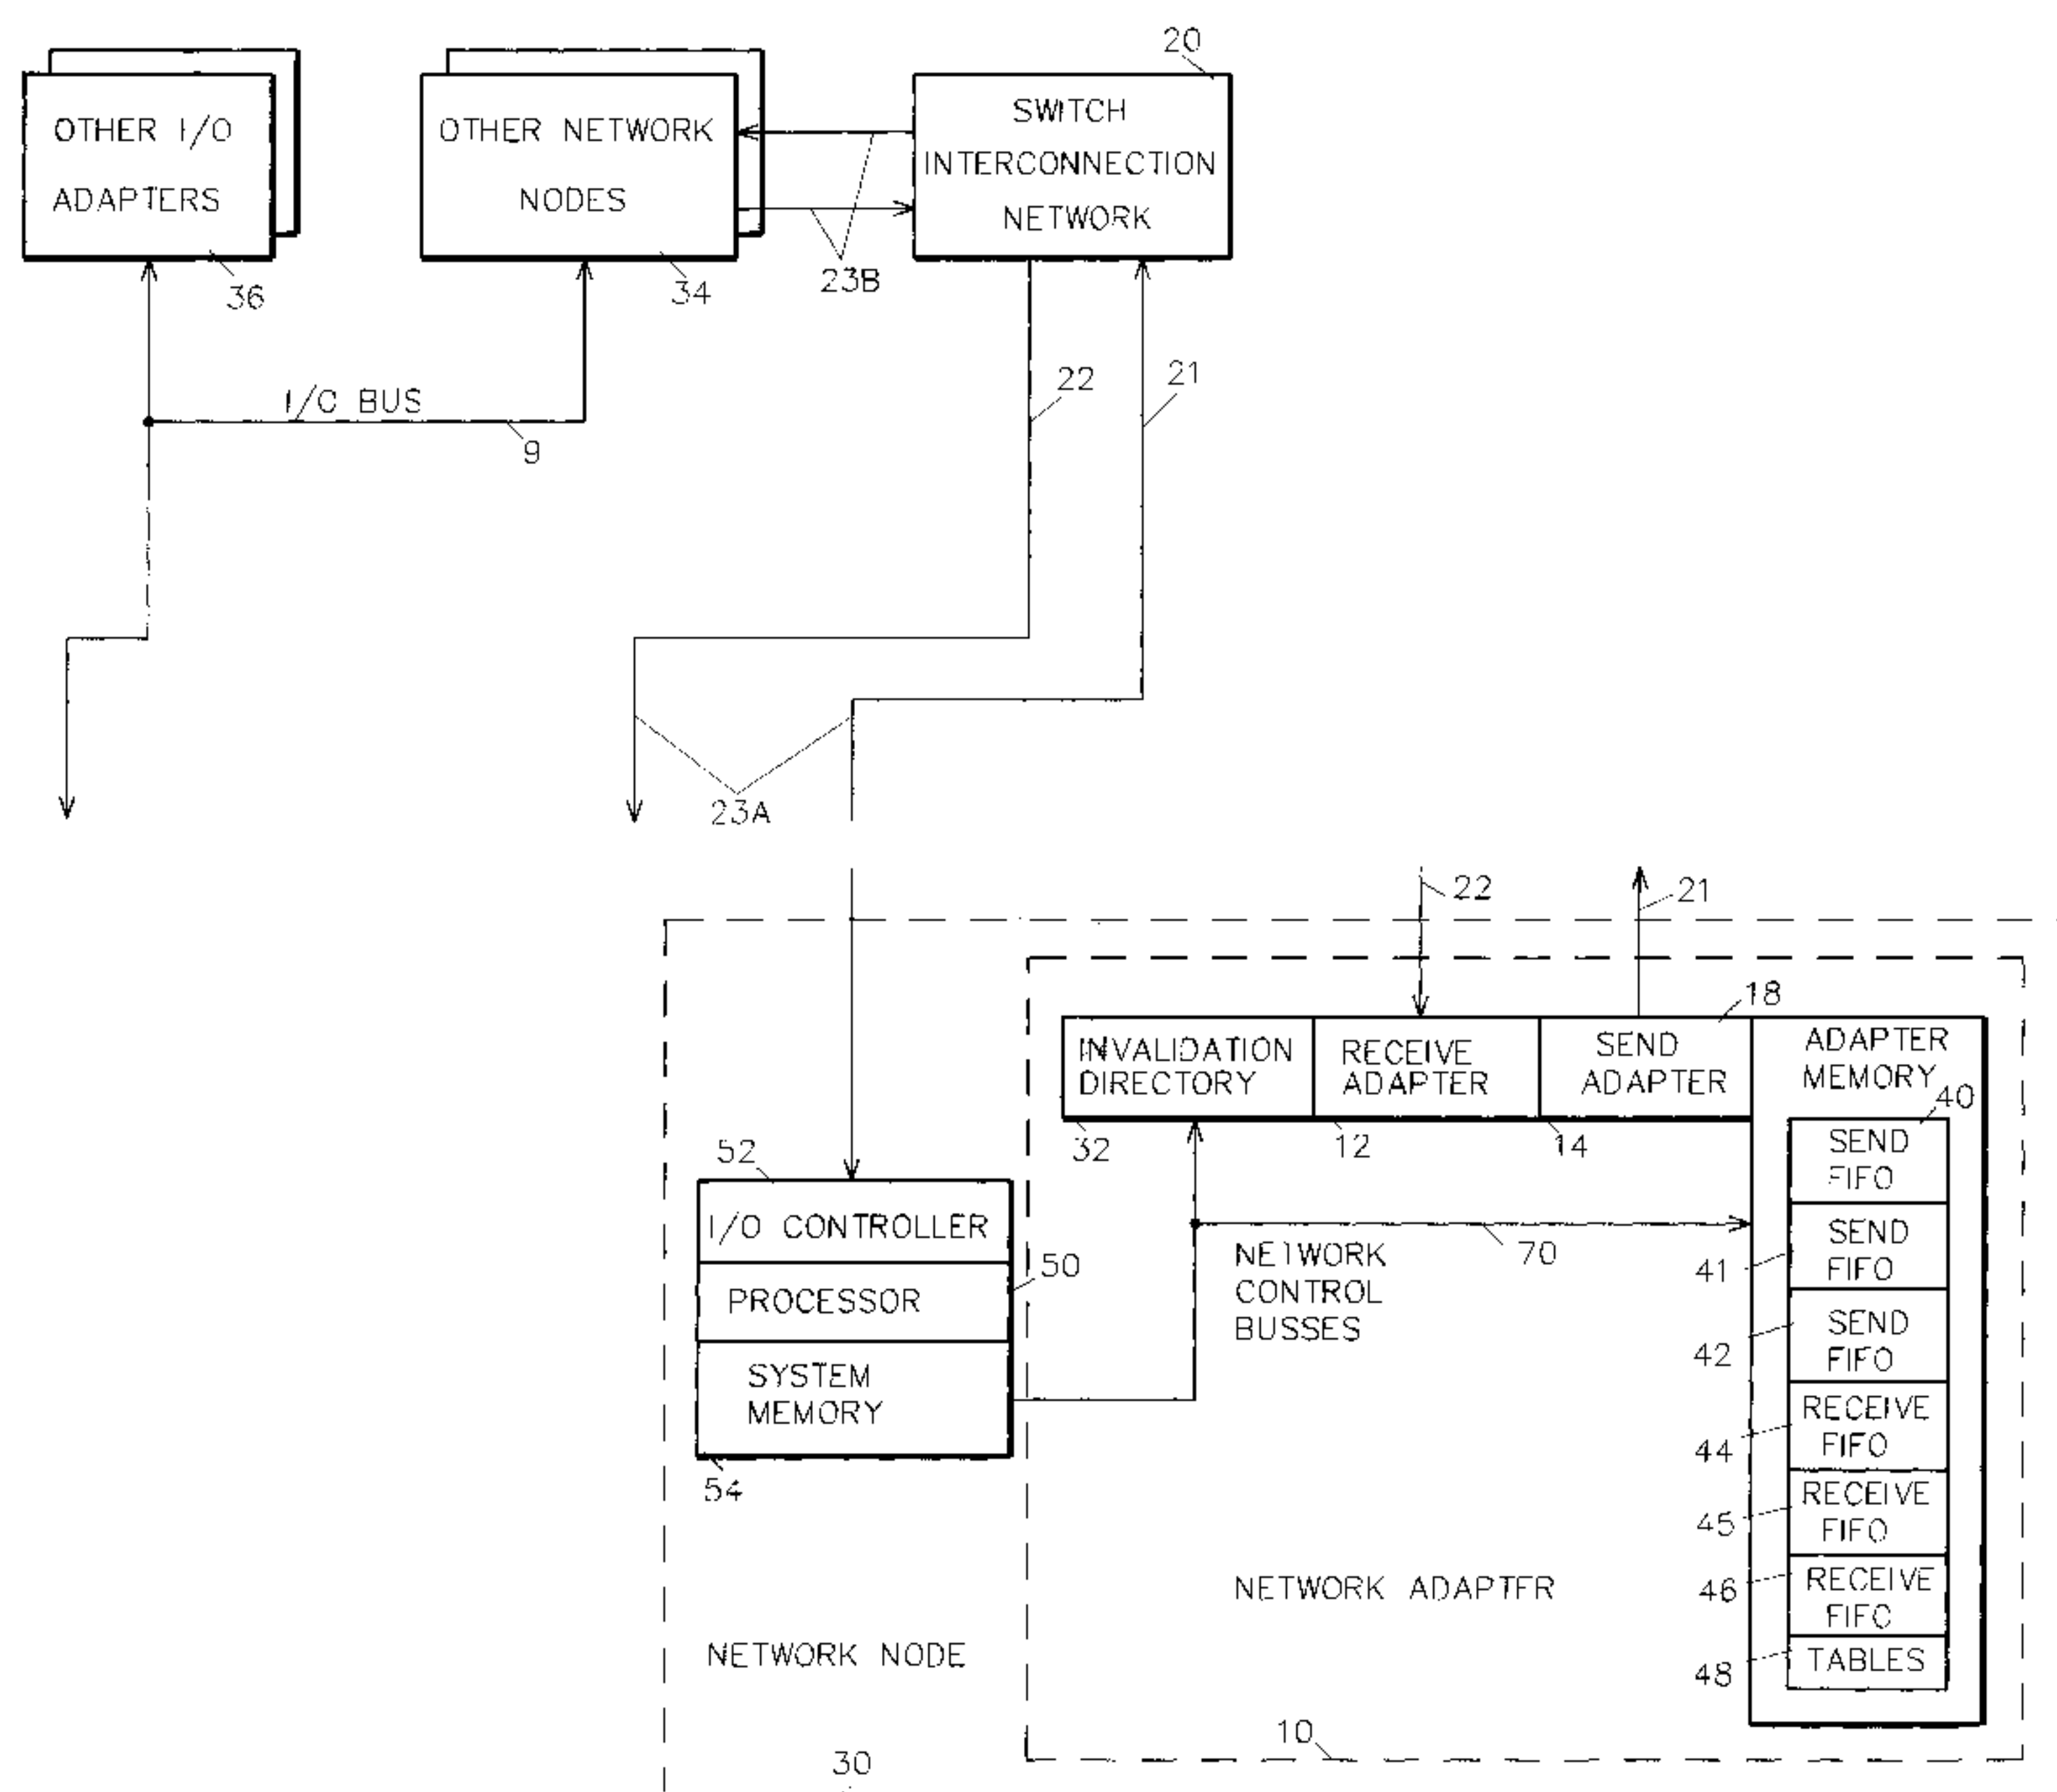 20
OTHER I/O
ADAPTERS
OTHER NETWORK
NODES
SWITCH
INTERCONNECTION
NETWORK
36
34
23B
I/O BUS
9
22
21
23A
22
21
18
INVALIDATION
DIRECTORY
RECEIVE
ADAPTER
SEND
ADAPTER
ADAPTER
MEMORY
40
32
12
14
SEND
FIFO
41
SEND
FIFO
42
SEND
FIFO
44
RECEIVE
FIFO
45
RECEIVE
FIFO
46
RECEIVE
FIFO
48
TABLES
52
I/O CONTROLLER
50
PROCESSOR
SYSTEM
MEMORY
54
70
NETWORK
CONTROL
BUSSES
NETWORK ADAPTER
NETWORK NODE
10
30